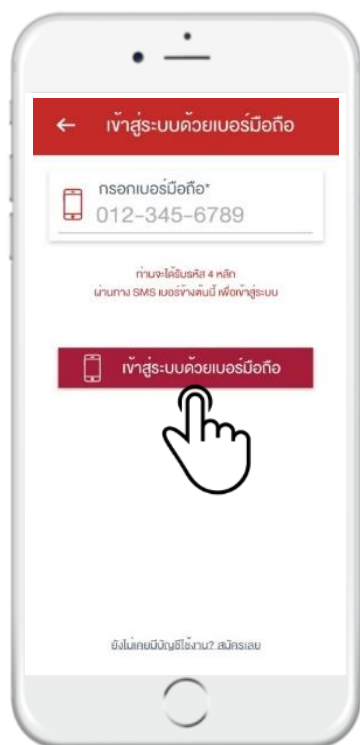 ← เข้าสู่ระบบด้วยเบอร์มือถือ
กรอกเบอร์มือถือ*
012-345-6789
ท่านจะได้รับรหัส 4 หลัก
ผ่านทาง SMS เบอร์ข้างต้นนี้ เพื่อเข้าสู่ระบบ
เข้าสู่ระบบด้วยเบอร์มือถือ
ยังไม่เคยมีบัญชีใช้งาน? สมัครเลย